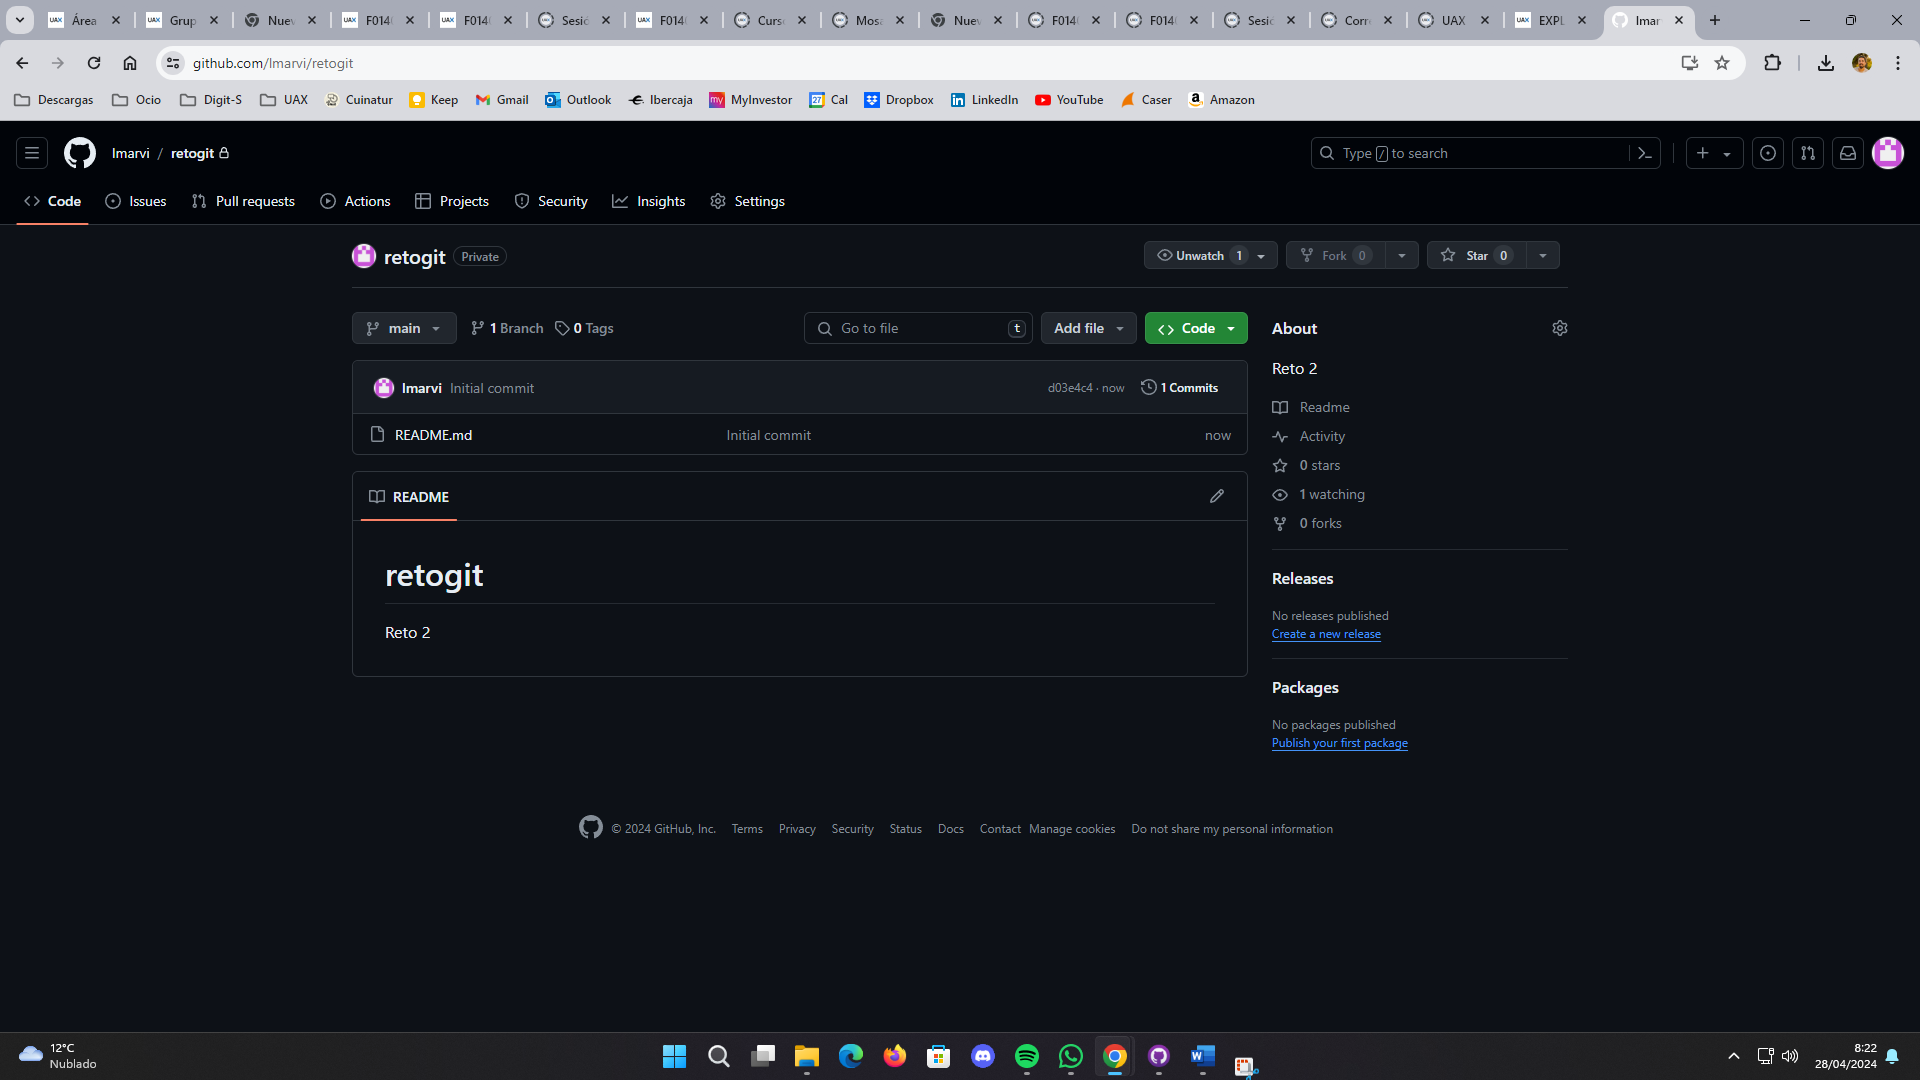 Área
Grup
Nuev
F014
F014
Sesió
F014
Curso
Mosa
Nuev
F014
F014
Sesic
Corr
UAX
EXPL
lmar
github.com/lmarvi/retogit
Descargas
Ocio
Digit-S
UAX
Cuinatur
Keep
Gmail
Outlook
Ibercaja
MyInvestor
Cal
Dropbox
LinkedIn
YouTube
Caser
Amazon
lmarvi / retogit
Type / to search
Code
Issues
Pull requests
Actions
Projects
Security
Insights
Settings
retogit Private
Unwatch 1
Fork 0
Star 0
main
1 Branch
0 Tags
Go to file t
Add file
Code
About
Reto 2
lmarvi Initial commit
d03e4c4 · now
1 Commits
README.md
Initial commit
now
Readme
Activity
0 stars
1 watching
0 forks
README
retogit
Reto 2
Releases
No releases published
Create a new release
Packages
No packages published
Publish your first package
© 2024 GitHub, Inc.
Terms
Privacy
Security
Status
Docs
Contact
Manage cookies
Do not share my personal information
12°C
Nublado
8:22
28/04/2024